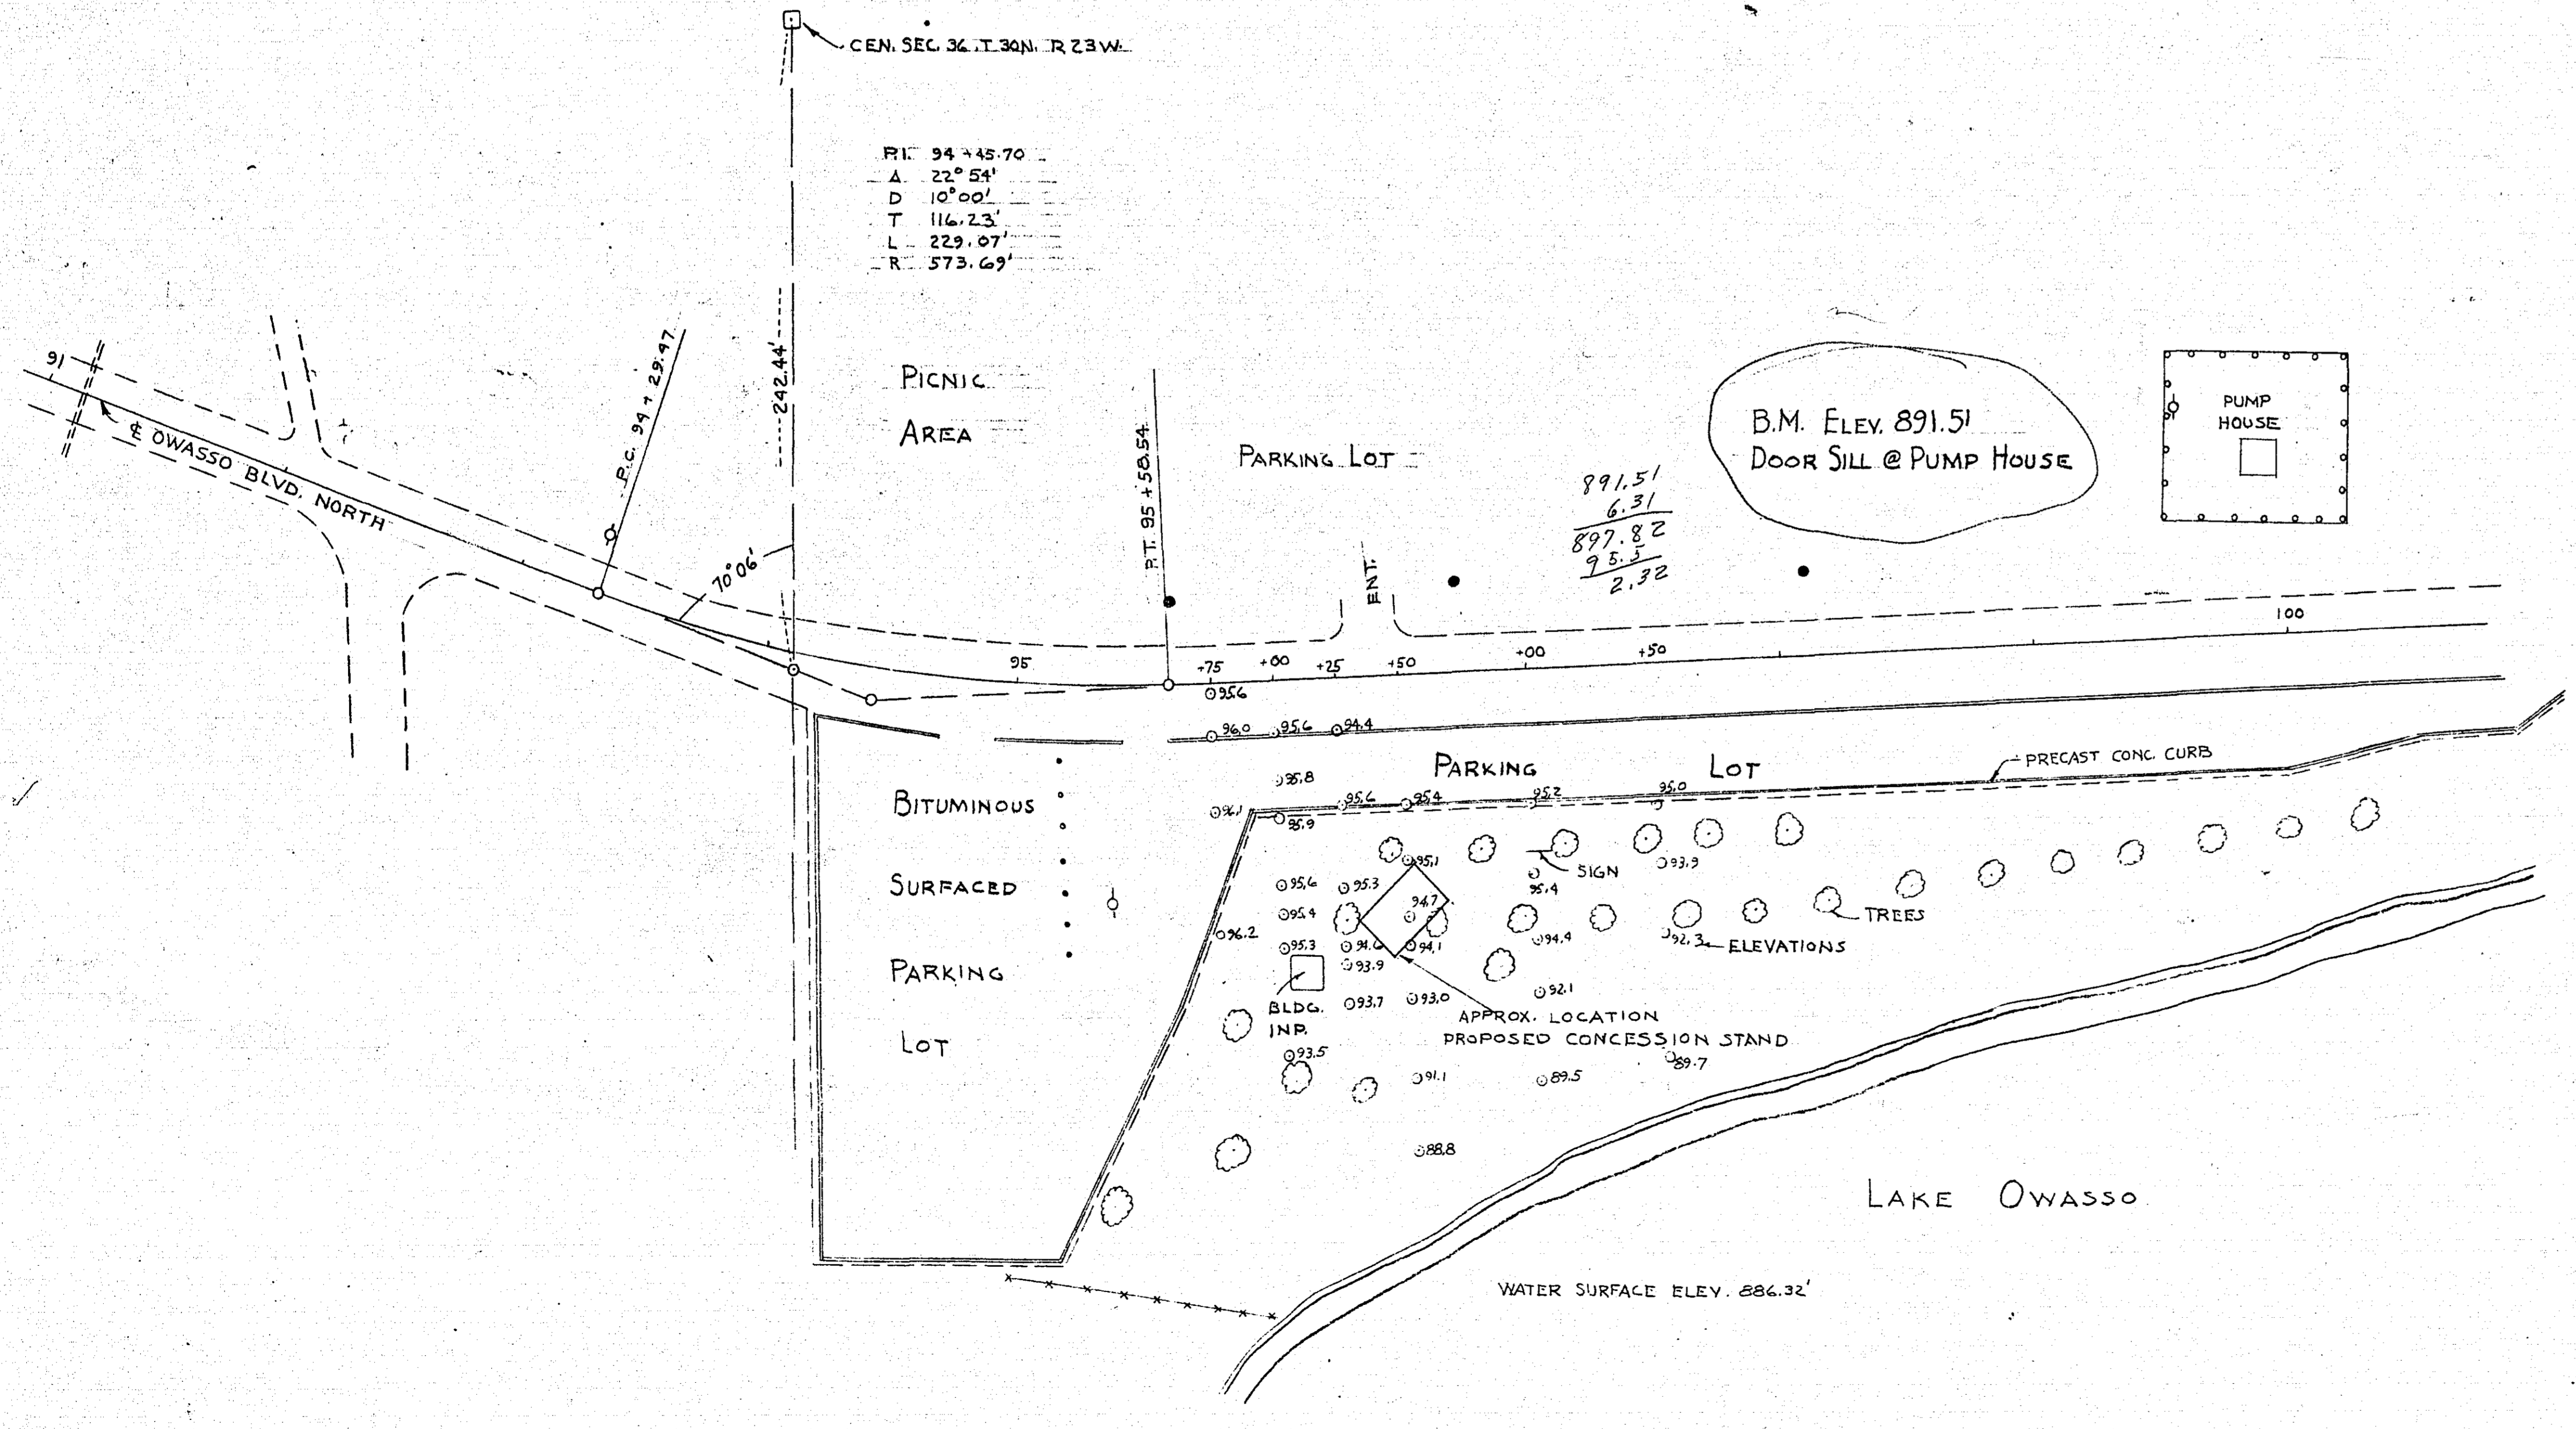 CEN. SEC. 36 T 30N. R 23W.
P.I. 94 +45.70
Δ 22° 54'
D 10°00'
T 116.23'
L 229.07'
R 573.69'
91
℄ OWASSO BLVD. NORTH
P.C. 94 + 29.47
242.44'
70°06'
PICNIC
AREA
P.T. 95 + 58.54
PARKING LOT
ENT.
891.51
6.31
897.82
95.5
2.32
B.M. ELEV. 891.51
DOOR SILL @ PUMP HOUSE
PUMP
HOUSE
95
+75
+00
+25
+50
+00
+50
100
95.6
96.0
95.6
94.4
PARKING LOT
PRECAST CONC. CURB
95.8
96.1
95.9
95.6
95.4
95.2
95.0
BITUMINOUS
SURFACED
PARKING
LOT
95.1
SIGN
93.9
95.6
95.3
95.4
94.7
95.4
TREES
96.2
95.3
94.6
94.1
94.4
92.3
ELEVATIONS
93.9
BLDG.
INP.
93.7
93.0
92.1
APPROX. LOCATION
PROPOSED CONCESSION STAND
93.5
91.1
89.5
89.7
88.8
LAKE OWASSO
WATER SURFACE ELEV. 886.32'